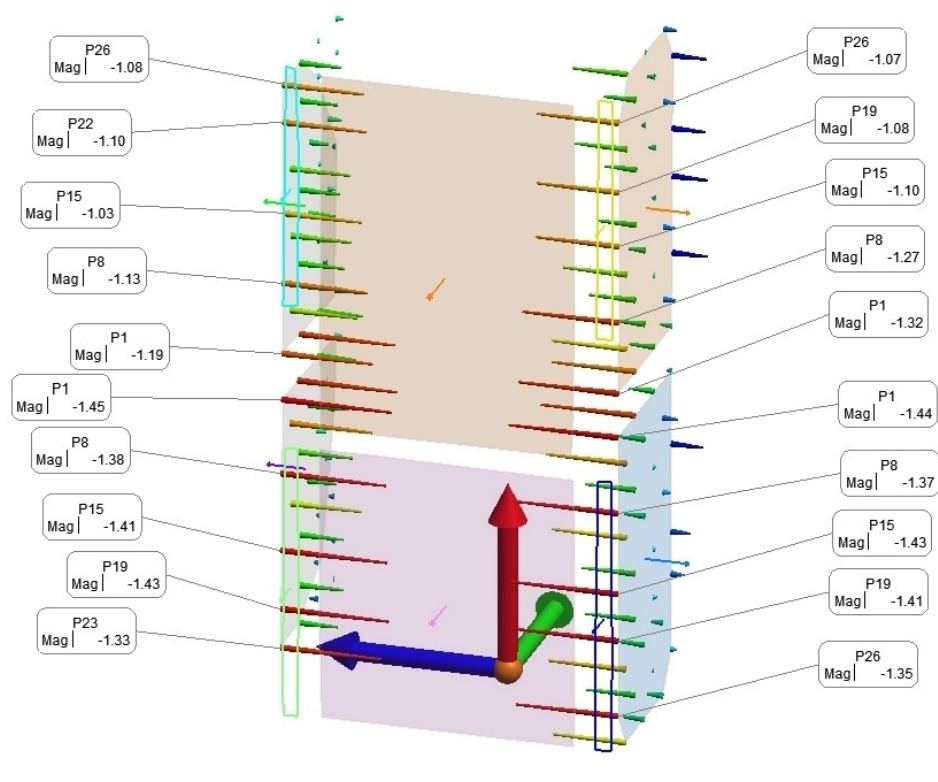 P26
Mag -1.08
P22
Mag -1.10
P15
Mag -1.03
P8
Mag -1.13
P1
Mag -1.19
P1
Mag -1.45
P8
Mag -1.38
P15
Mag -1.41
P19
Mag -1.43
P23
Mag -1.33
P26
Mag -1.07
P19
Mag -1.08
P15
Mag -1.10
P8
Mag -1.27
P1
Mag -1.32
P1
Mag -1.44
P8
Mag -1.37
P15
Mag -1.43
P19
Mag -1.41
P26
Mag -1.35